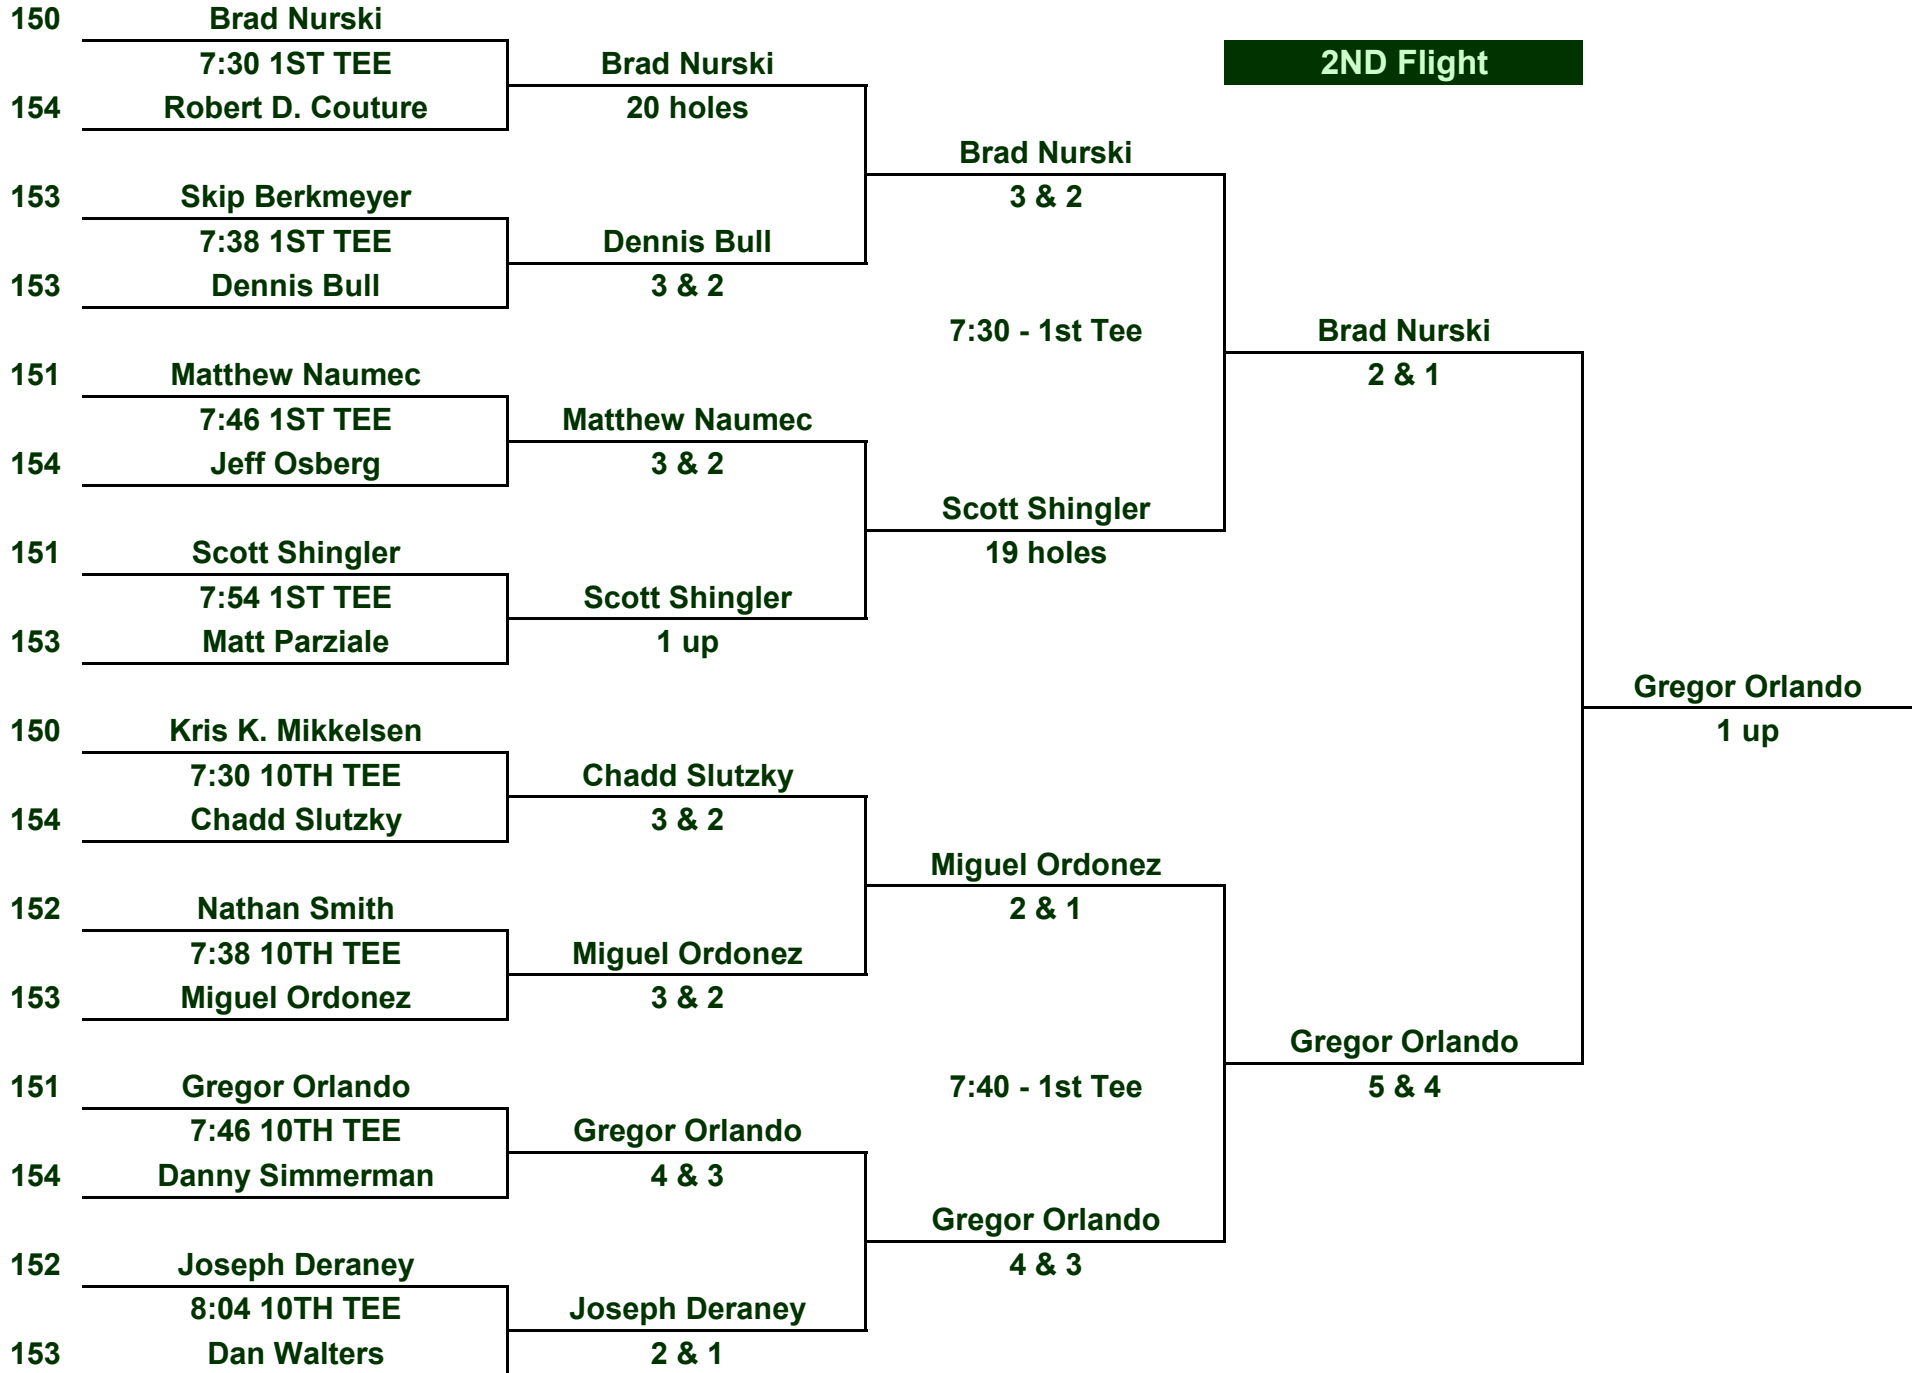 150 Brad Nurski
7:30 1ST TEE Brad Nurski 2ND Flight
154 Robert D. Couture 20 holes
Brad Nurski
153 Skip Berkmeyer 3 & 2
7:38 1ST TEE Dennis Bull
153 Dennis Bull 3 & 2
7:30 - 1st Tee Brad Nurski
151 Matthew Naumec 2 & 1
7:46 1ST TEE Matthew Naumec
154 Jeff Osberg 3 & 2
Scott Shingler
151 Scott Shingler 19 holes
7:54 1ST TEE Scott Shingler
153 Matt Parziale 1 up
Gregor Orlando
150 Kris K. Mikkelsen 1 up
7:30 10TH TEE Chadd Slutzky
154 Chadd Slutzky 3 & 2
Miguel Ordonez
152 Nathan Smith 2 & 1
7:38 10TH TEE Miguel Ordonez
153 Miguel Ordonez 3 & 2
Gregor Orlando
151 Gregor Orlando 7:40 - 1st Tee 5 & 4
7:46 10TH TEE Gregor Orlando
154 Danny Simmerman 4 & 3
Gregor Orlando
152 Joseph Deraney 4 & 3
8:04 10TH TEE Joseph Deraney
153 Dan Walters 2 & 1